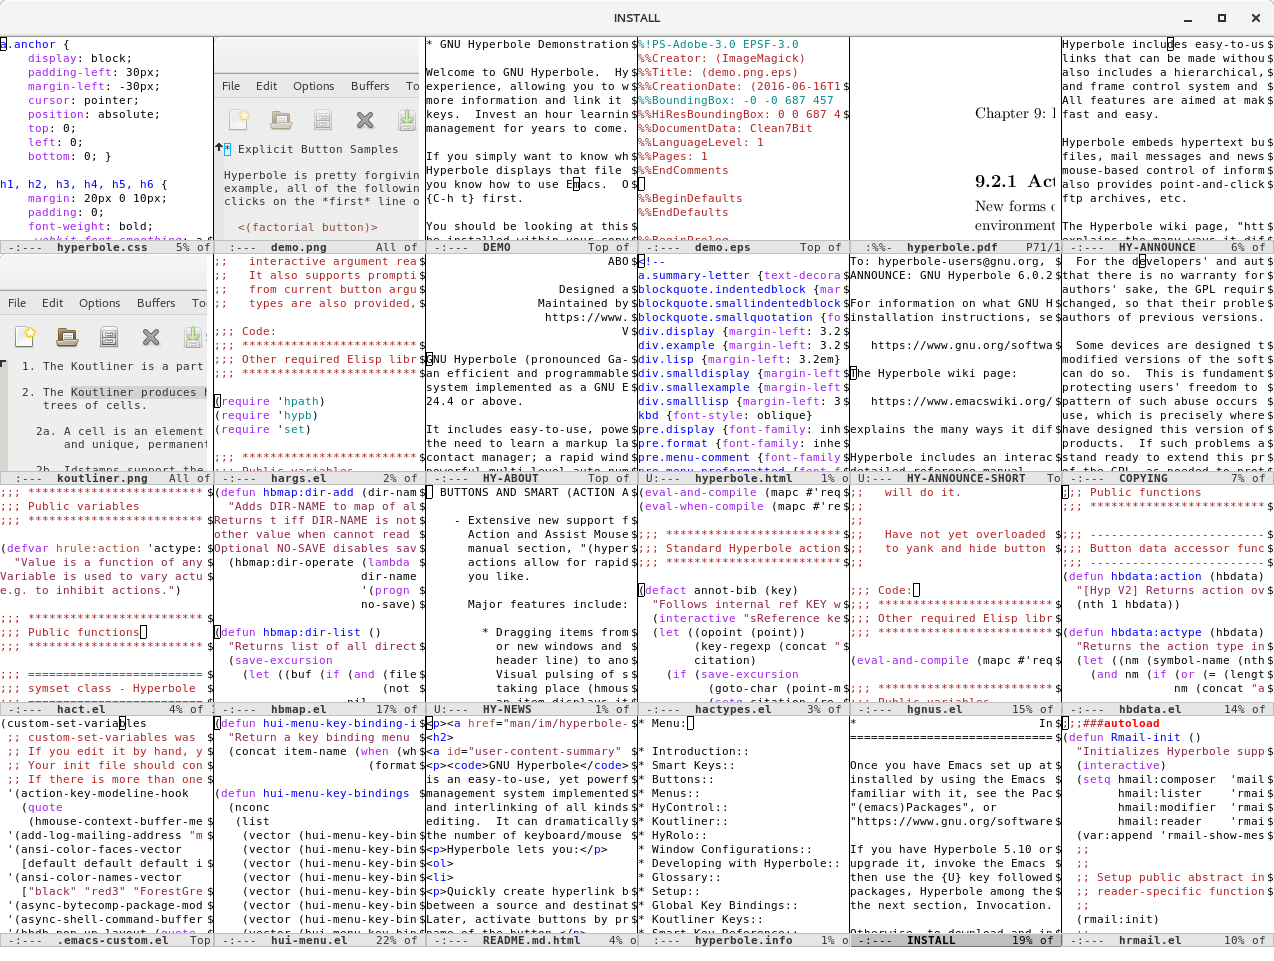 INSTALL
a.anchor {
    display: block;
    padding-left: 30px;
    margin-left: -30px;
    cursor: pointer;
    position: absolute;
    top: 0;
    left: 0;
    bottom: 0; }
h1, h2, h3, h4, h5, h6 {
    margin: 20px 0 10px;
    padding: 0;
    font-weight: bold;
-:---  hyperbole.css    5% of
File Edit Options Buffers To
* Explicit Button Samples
Hyperbole is pretty forgivin
example, all of the followin
clicks on the *first* line o
<(factorial button)>
-:---  demo.png       All of
* GNU Hyperbole Demonstration$
Welcome to GNU Hyperbole.  Hy$
experience, allowing you to w$
more information and link it $
keys.  Invest an hour learnin$
management for years to come.
If you simply want to know wh$
Hyperbole displays that file $
you know how to use Emacs.  O$
{C-h t} first.
You should be looking at this$
-:---  DEMO           Top of
%!PS-Adobe-3.0 EPSF-3.0
%%Creator: (ImageMagick)
%%Title: (demo.png.eps)
%%CreationDate: (2016-06-16T1$
%%BoundingBox: -0 -0 687 457
%%HiResBoundingBox: 0 0 687 4$
%%DocumentData: Clean7Bit
%%LanguageLevel: 1
%%Pages: 1
%%EndComments
%%BeginDefaults
%%EndDefaults
-:---  demo.eps       Top of
Chapter 9: I
9.2.1 Act
New forms o
environment
-:%%-  hyperbole.pdf   P71/1
Hyperbole includes easy-to-us$
links that can be made withou$
also includes a hierarchical,$
and frame control system and $
All features are aimed at mak$
fast and easy.
Hyperbole embeds hypertext bu$
files, mail messages and news$
mouse-based control of inform$
also provides point-and-click$
ftp archives, etc.
The Hyperbole wiki page, "htt$
-:---  HY-ANNOUNCE     6% of
File Edit Options Buffers T
1. The Koutliner is a part
2. The Koutliner produces h
trees of cells.
2a. A cell is an element
and unique, permanent
2b. Idstamps support the
-:---  koutliner.png   All of
;;   interactive argument rea$
;;   It also supports prompti$
;;   from current button argu$
;;   types are also provided,$
;;; Code:
;;; *************************$
;;; Other required Elisp libr$
;;; *************************$
(require 'hpath)
(require 'hypb)
(require 'set)
;;; *************************$
;;; Public variables
-:---  hargs.el        2% of
ABO$
Designed a$
Maintained by$
https://www.$
V$
GNU Hyperbole (pronounced Ga-$
an efficient and programmable$
system implemented as a GNU E$
24.4 or above.
It includes easy-to-use, powe$
the need to learn a markup la$
contact manager; a rapid wind$
-:---  HY-ABOUT       Top of
<!--
a.summary-letter {text-decora$
blockquote.indentedblock {mar$
blockquote.smallindentedblock$
blockquote.smallquotation {fo$
div.display {margin-left: 3.2$
div.example {margin-left: 3.2$
div.lisp {margin-left: 3.2em}
div.smalldisplay {margin-left$
div.smallexample {margin-left$
div.smalllisp {margin-left: 3$
kbd {font-style: oblique}
pre.display {font-family: inh$
pre.format {font-family: inhe$
pre.menu-comment {font-family$
U:---  hyperbole.html  1% of
To: hyperbole-users@gnu.org, $
ANNOUNCE: GNU Hyperbole 6.0.2$
For information on what GNU H$
installation instructions, se$
https://www.gnu.org/softwa$
The Hyperbole wiki page:
https://www.emacswiki.org/$
explains the many ways it dif$
Hyperbole includes an interac$
-:---  HY-ANNOUNCE-SHORT   To
For the developers' and aut$
that there is no warranty for$
authors' sake, the GPL requir$
changed, so that their proble$
authors of previous versions.
Some devices are designed t$
modified versions of the soft$
can do so.  This is fundament$
protecting users' freedom to $
pattern of such abuse occurs $
use, which is precisely where$
have designed this version of$
products.  If such problems a$
stand ready to extend this pr$
-:---  COPYING         7% of
;;; *************************$
;;; Public variables
;;; *************************$
(defvar hrule:action 'actype:$
"Value is a function of any$
Variable is used to vary actu$
e.g. to inhibit actions.")
;;; *************************$
;;; Public functions
;;; *************************$
;;; =========================$
;;; symset class - Hyperbole $
-:---  hact.el        4% of 1
(defun hbmap:dir-add (dir-nam$
"Adds DIR-NAME to map of al$
Returns t iff DIR-NAME is not$
other value when cannot read $
Optional NO-SAVE disables sav$
(hbmap:dir-operate (lambda $
dir-name
'(progn $
no-save)$
(defun hbmap:dir-list ()
"Returns list of all direct$
(save-excursion
(let ((buf (if (and (file$
(not $
-:---  hbmap.el       17% of
BUTTONS AND SMART (ACTION A$
- Extensive new support f$
Action and Assist Mouse$
manual section, "(hyper$
actions allow for rapid$
you like.
Major features include:
* Dragging items from$
or new windows and $
header line) to ano$
Visual pulsing of s$
taking place (hmous$
U:---  HY-NEWS         1% of
(eval-and-compile (mapc #'req$
(eval-when-compile (mapc #'re$
;;; *************************$
;;; Standard Hyperbole action$
;;; *************************$
(defact annot-bib (key)
"Follows internal ref KEY w$
(interactive "sReference ke$
(let ((opoint (point))
(key-regexp (concat "$
citation)
(if (save-excursion
(goto-char (point-m$
-:---  hactypes.el     3% of
;;   will do it.
;;
;;
;;   Have not yet overloaded $
;;   to yank and hide button $
;;
;;; Code:
;;; *************************$
;;; Other required Elisp libr$
;;; *************************$
(eval-and-compile (mapc #'req$
;;; *************************$
-:---  hgnus.el       15% of
;;; Public functions
;;; *************************$
;;; -------------------------$
;;; Button data accessor func$
;;; -------------------------$
(defun hbdata:action (hbdata)
"[Hyp V2] Returns action ov$
(nth 1 hbdata))
(defun hbdata:actype (hbdata)
"Returns the action type in$
(let ((nm (symbol-name (nth$
(and nm (if (or (= (lengt$
nm (concat "a$
-:---  hbdata.el      14% of
(custom-set-variables
;; custom-set-variables was $
;; If you edit it by hand, y$
;; Your init file should con$
;; If there is more than one$
'(action-key-modeline-hook
(quote
(hmouse-context-buffer-me$
'(add-log-mailing-address "m$
'(ansi-color-faces-vector
[default default default i$
'(ansi-color-names-vector
["black" "red3" "ForestGre$
'(async-bytecomp-package-mod$
'(async-shell-command-buffer$
-:---  .emacs-custom.el   Top
(defun hui-menu-key-binding-i$
"Return a key binding menu $
(concat item-name (when (wh$
(format$
(defun hui-menu-key-bindings $
(nconc
(list
(vector (hui-menu-key-bin$
(vector (hui-menu-key-bin$
(vector (hui-menu-key-bin$
(vector (hui-menu-key-bin$
(vector (hui-menu-key-bin$
(vector (hui-menu-key-bin$
(vector (hui-menu-key-bin$
-:---  hui-menu.el    22% of
<p><a href="man/im/hyperbole-$
<h2>
<a id="user-content-summary" $
<p><code>GNU Hyperbole</code>$
is an easy-to-use, yet powerf$
management system implemented$
and interlinking of all kinds$
editing.  It can dramatically$
the number of keyboard/mouse $
Hyperbole lets you:</p>
<ol>
<li>
<p>Quickly create hyperlink b$
between a source and destinat$
Later, activate buttons by pr$
U:---  README.md.html   4% o
* Menu:
* Introduction::
* Smart Keys::
* Buttons::
* Menus::
* HyControl::
* Koutliner::
* HyRolo::
* Window Configurations::
* Developing with Hyperbole::
* Glossary::
* Setup::
* Global Key Bindings::
* Koutliner Keys::
* Smart Key Reference::
-:---  hyperbole.info   1% o
*                          In$
============================$
Once you have Emacs set up at$
installed by using the Emacs $
familiar with it, see the Pac$
"(emacs)Packages", or
"https://www.gnu.org/software$
If you have Hyperbole 5.10 or$
upgrade it, invoke the Emacs $
then use the {U} key followed$
packages, Hyperbole among the$
the next section, Invocation.
-:---  INSTALL        19% of
;;;###autoload
(defun Rmail-init ()
"Initializes Hyperbole supp$
(interactive)
(setq hmail:composer  'mail$
hmail:lister    'rmai$
hmail:modifier  'rmai$
hmail:reader    'rmai$
(var:append 'rmail-show-mes$
;;
;;
;; Setup public abstract in$
;; reader-specific function$
;;
(rmail:init)
-:---  hrmail.el      10% of